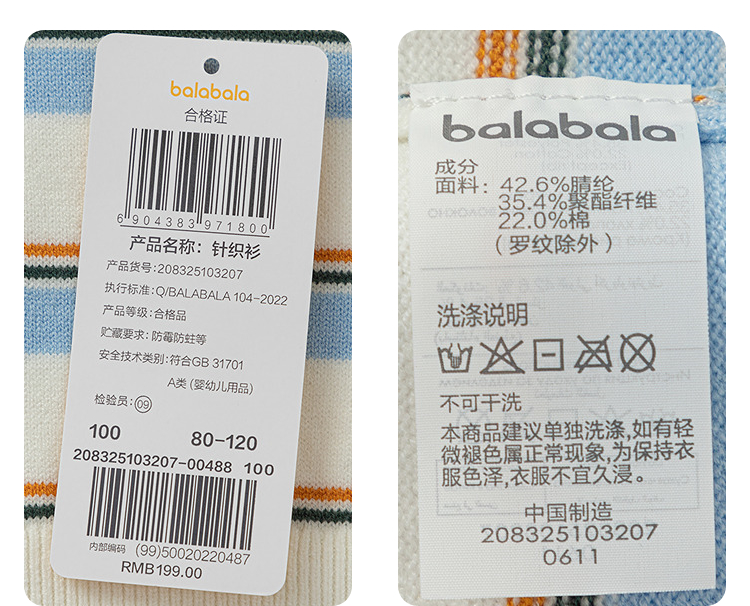 balabala
合格证
6 904383 971800
产品名称：针织衫
产品货号：208325103207
执行标准：Q/BALABALA 104-2022
产品等级：合格品
贮藏要求：防霉防蛀等
安全技术类别：符合GB 31701
A类（婴幼儿用品）
检验员：09
100 80-120
208325103207-00488 100
内部编码 (99)50020220487
RMB199.00
balabala
成分
面料：42.6%腈纶
35.4%聚酯纤维
22.0%棉
（罗纹除外）
洗涤说明
不可干洗
本商品建议单独洗涤,如有轻
微褪色属正常现象,为保持衣
服色泽,衣服不宜久浸。
中国制造
208325103207
0611